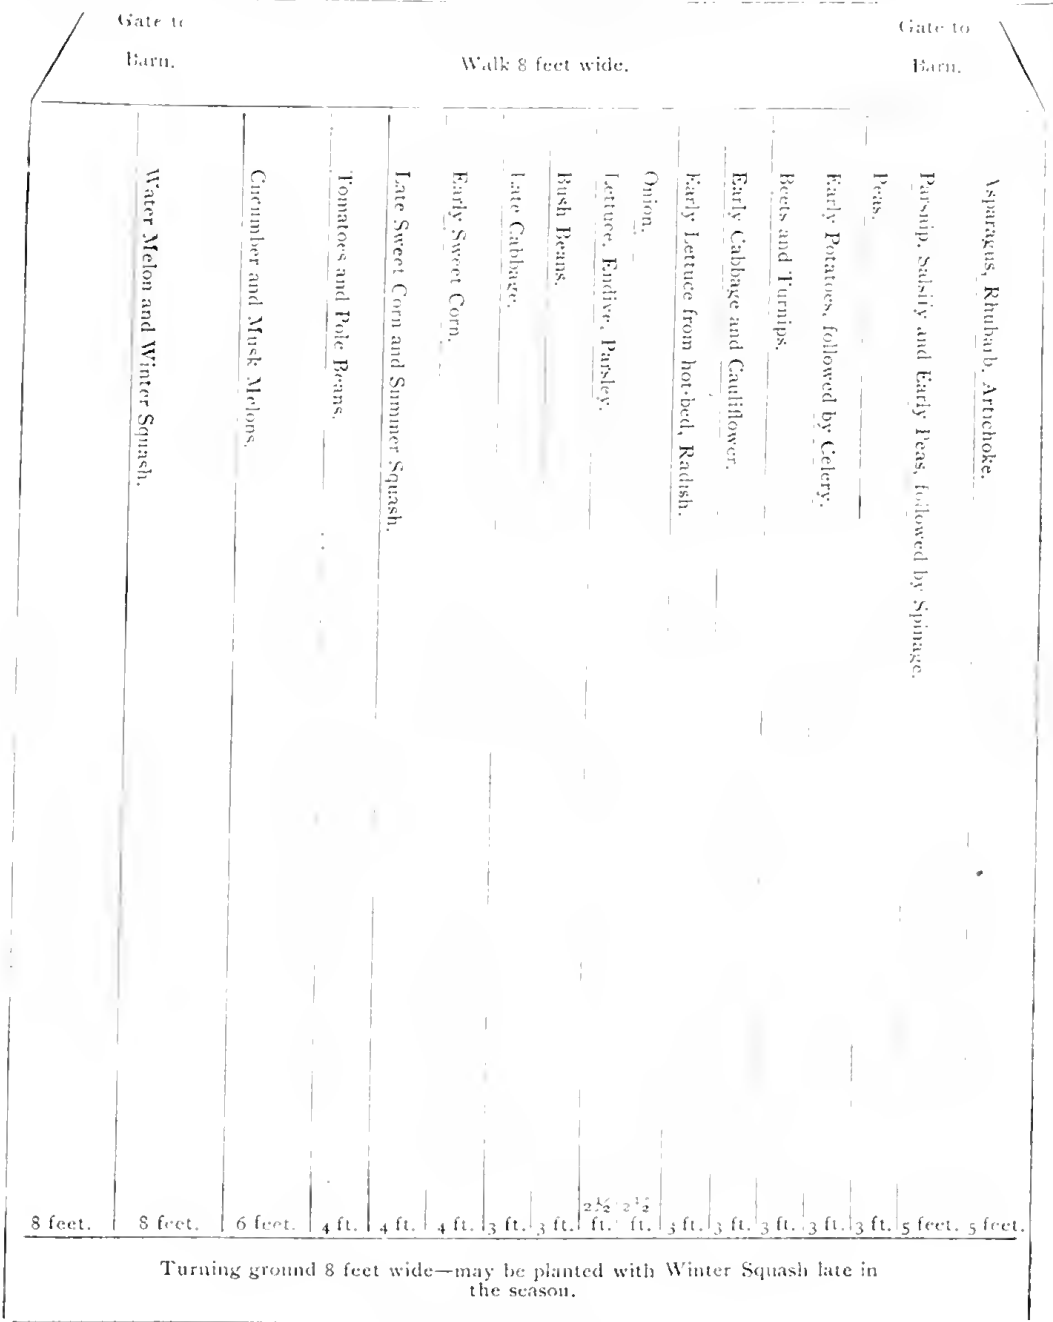 Gate to
Barn.
Walk 8 feet wide.
Gate to
Barn.
Water Melon and Winter Squash.
Cucumber and Musk Melons.
Tomatoes and Pole Beans.
Late Sweet Corn and Summer Squash.
Early Sweet Corn.
Late Cabbage.
Bush Beans.
Lettuce, Endive, Parsley.
Onion.
Early Lettuce from hot-bed, Radish.
Early Cabbage and Cauliflower.
Beets and Turnips.
Early Potatoes, followed by Celery.
Peas.
Parsnip, Salsify and Early Peas, followed by Spinage.
Asparagus, Rhubarb, Artichoke.
8 feet. 8 feet. 6 feet. 4 ft. 4 ft. 4 ft. 3 ft. 3 ft. 2½ ft. 2½ ft. 3 ft. 3 ft. 3 ft. 3 ft. 3 ft. 5 feet. 5 feet.
Turning ground 8 feet wide—may be planted with Winter Squash late in
the season.